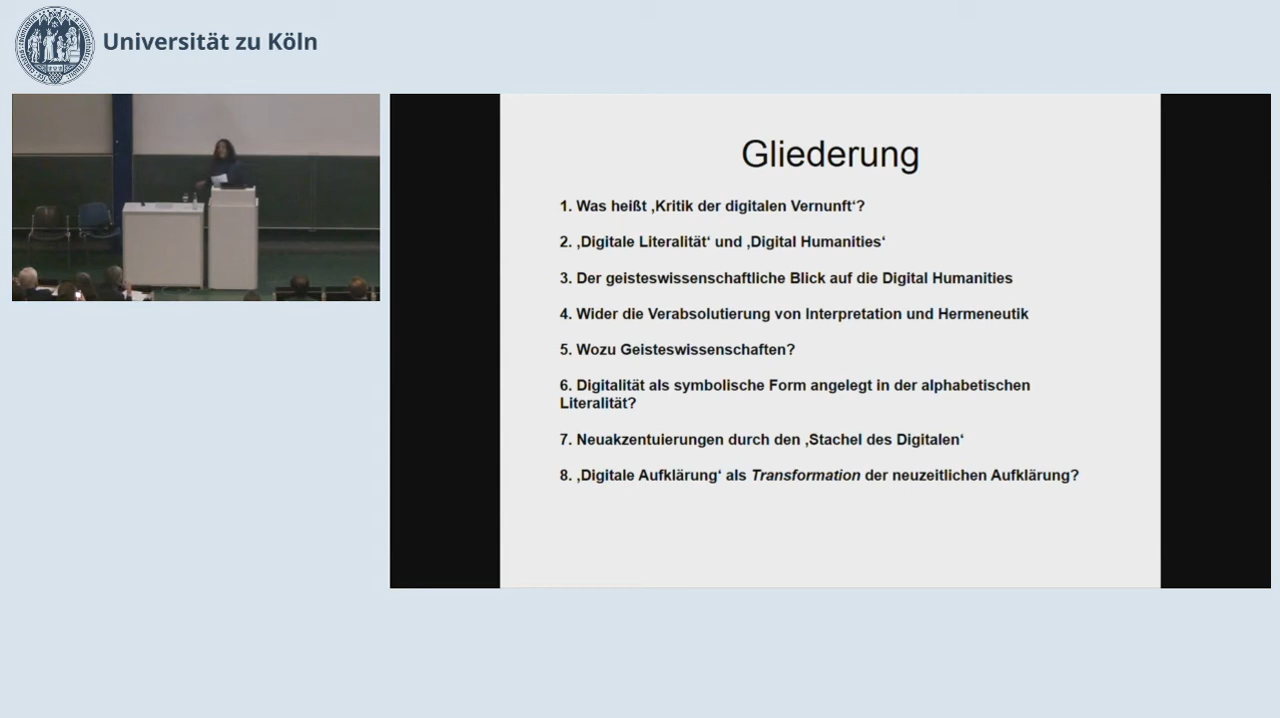 Universität zu Köln
Gliederung
1. Was heißt ‚Kritik der digitalen Vernunft‘?
2. ‚Digitale Literalität‘ und ‚Digital Humanities‘
3. Der geisteswissenschaftliche Blick auf die Digital Humanities
4. Wider die Verabsolutierung von Interpretation und Hermeneutik
5. Wozu Geisteswissenschaften?
6. Digitalität als symbolische Form angelegt in der alphabetischen
Literalität?
7. Neuakzentuierungen durch den ‚Stachel des Digitalen‘
8. ‚Digitale Aufklärung‘ als Transformation der neuzeitlichen Aufklärung?